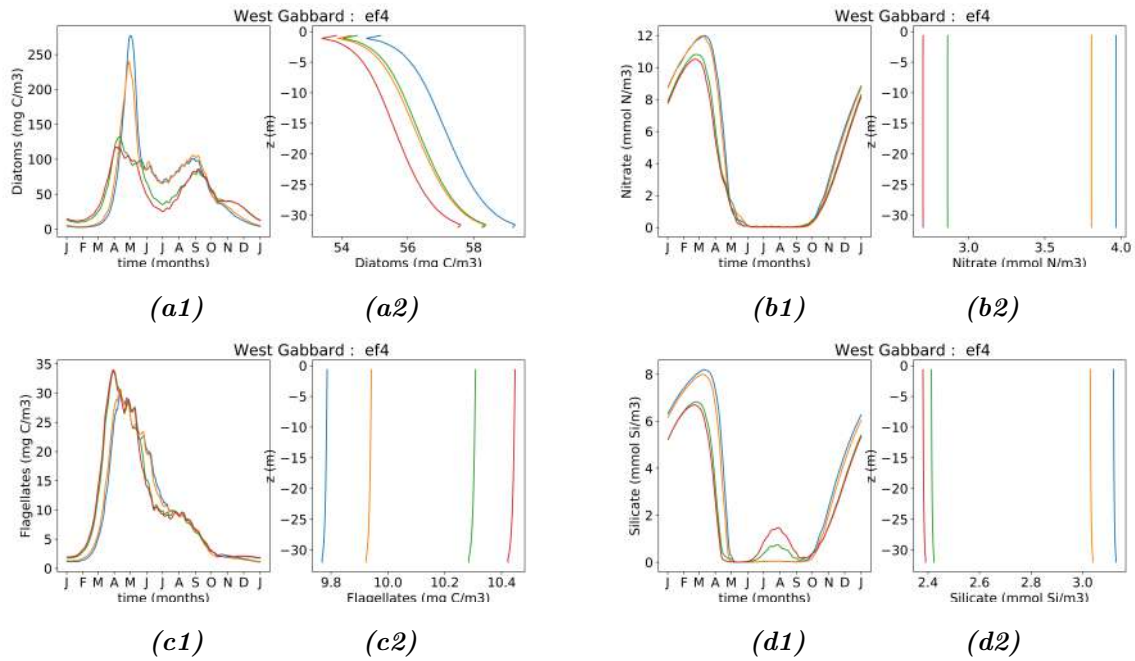 West Gabbard : ef4
Diatoms (mg C/m3)
250
200
150
100
50
0
J F M A M J J A S O N D J
time (months)
z (m)
0
−5
−10
−15
−20
−25
−30
54 56 58
Diatoms (mg C/m3)
(a1) (a2)
West Gabbard : ef4
Nitrate (mmol N/m3)
12
10
8
6
4
2
0
J F M A M J J A S O N D J
time (months)
z (m)
0
−5
−10
−15
−20
−25
−30
3.0 3.5 4.0
Nitrate (mmol N/m3)
(b1) (b2)
West Gabbard : ef4
Flagellates (mg C/m3)
35
30
25
20
15
10
5
0
J F M A M J J A S O N D J
time (months)
z (m)
0
−5
−10
−15
−20
−25
−30
9.8 10.0 10.2 10.4
Flagellates (mg C/m3)
(c1) (c2)
West Gabbard : ef4
Silicate (mmol Si/m3)
8
6
4
2
0
J F M A M J J A S O N D J
time (months)
z (m)
0
−5
−10
−15
−20
−25
−30
2.4 2.6 2.8 3.0
Silicate (mmol Si/m3)
(d1) (d2)